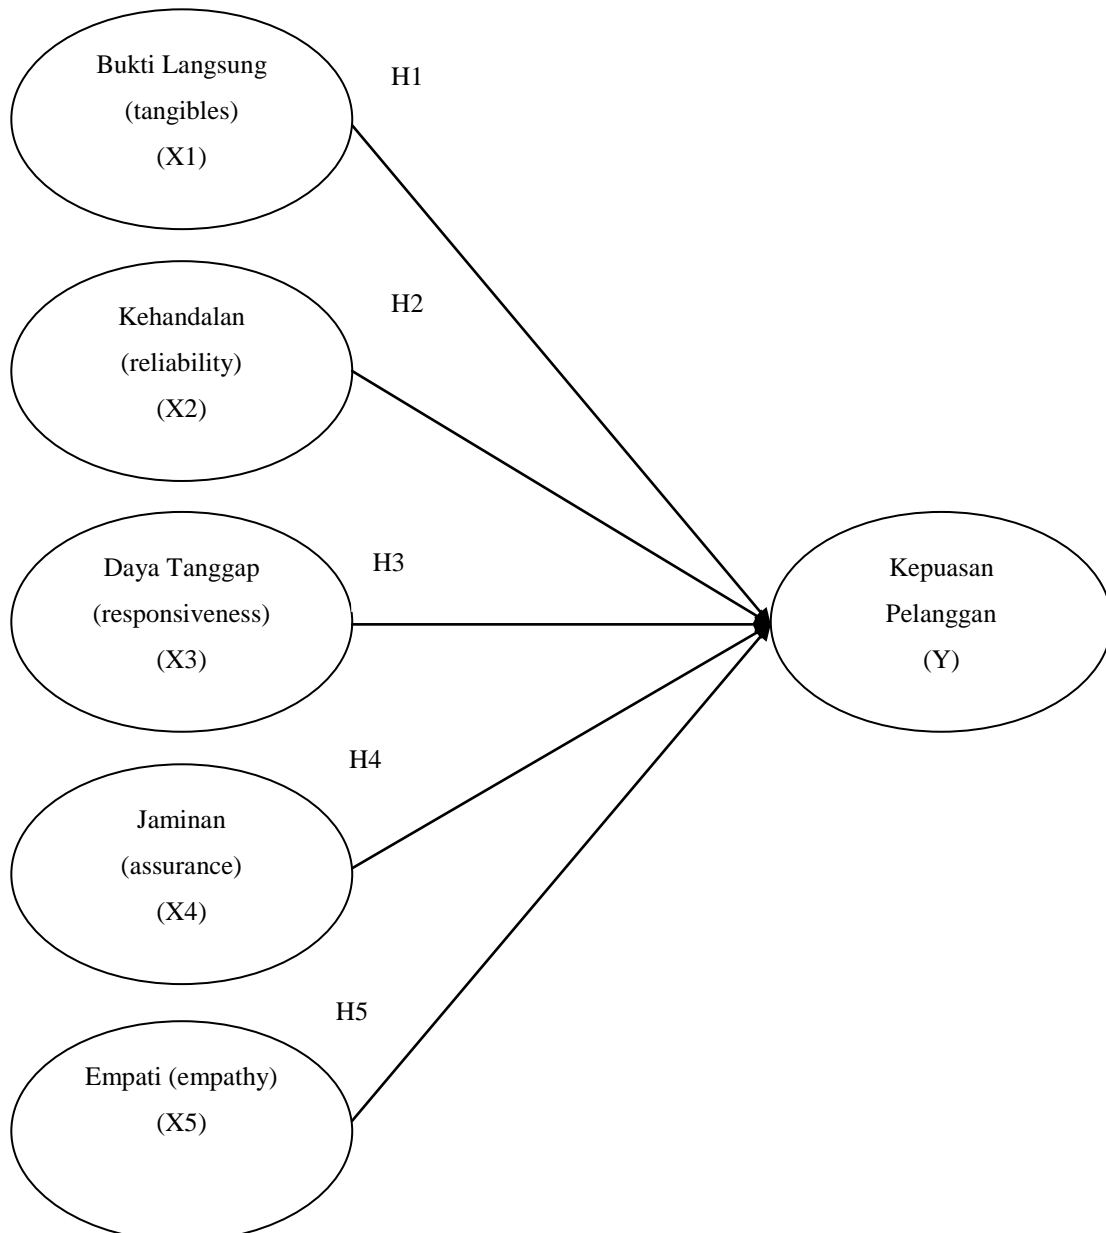 Bukti Langsung
(tangibles)
(X1)
H1
Kehandalan
(reliability)
(X2)
H2
Daya Tanggap
(responsiveness)
(X3)
H3
Kepuasan
Pelanggan
(Y)
Jaminan
(assurance)
(X4)
H4
Empati (empathy)
(X5)
H5